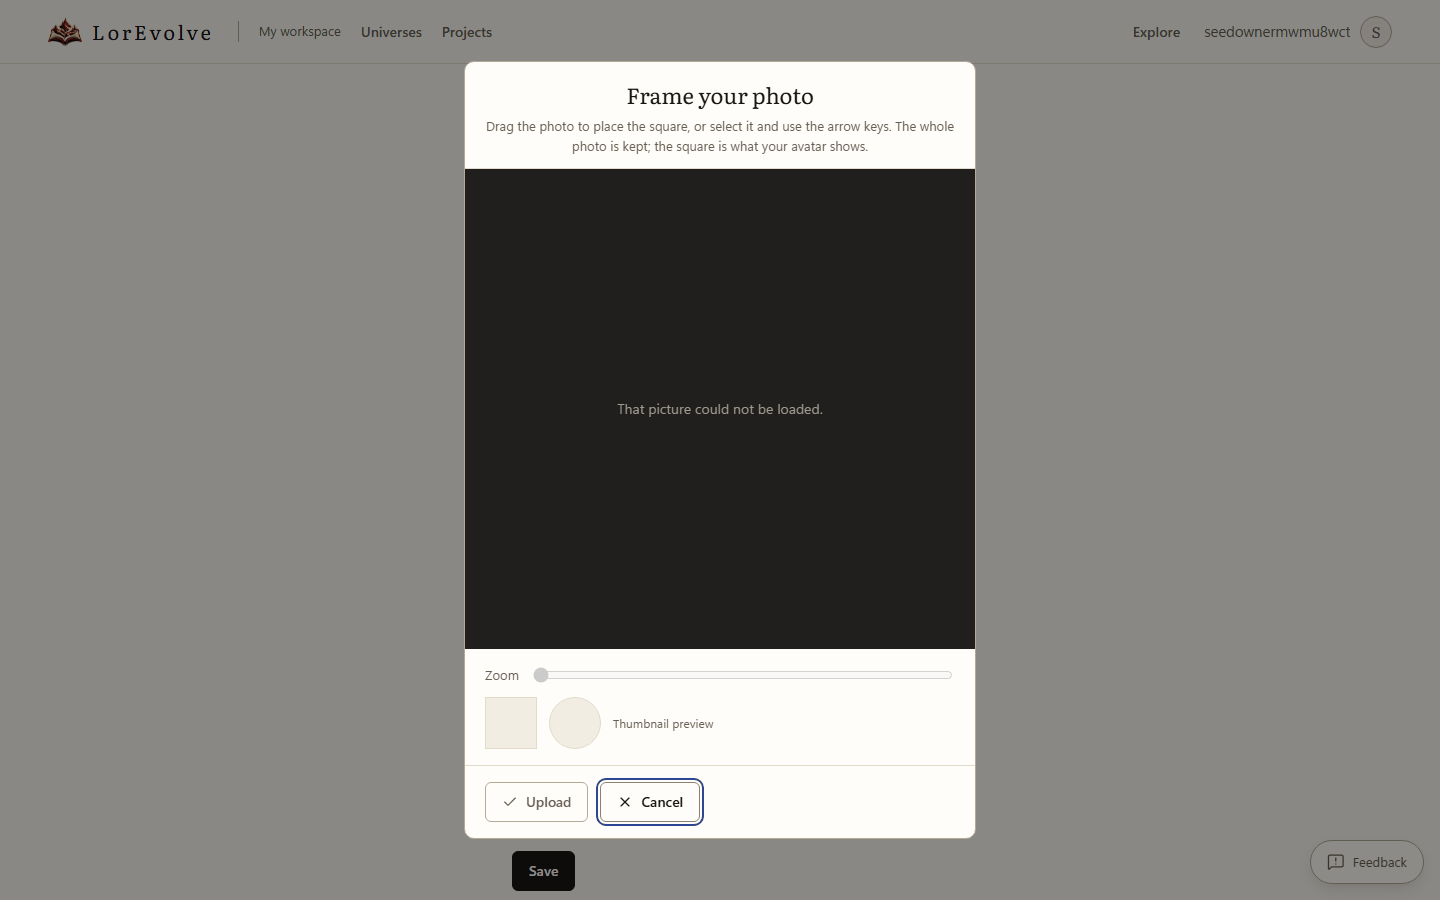 LorEvolve
My workspace
Universes
Projects
Explore
seedownermwmu8wct
S
Frame your photo
Drag the photo to place the square, or select it and use the arrow keys. The whole
photo is kept; the square is what your avatar shows.
That picture could not be loaded.
Zoom
Thumbnail preview
Upload
Cancel
Save
Feedback